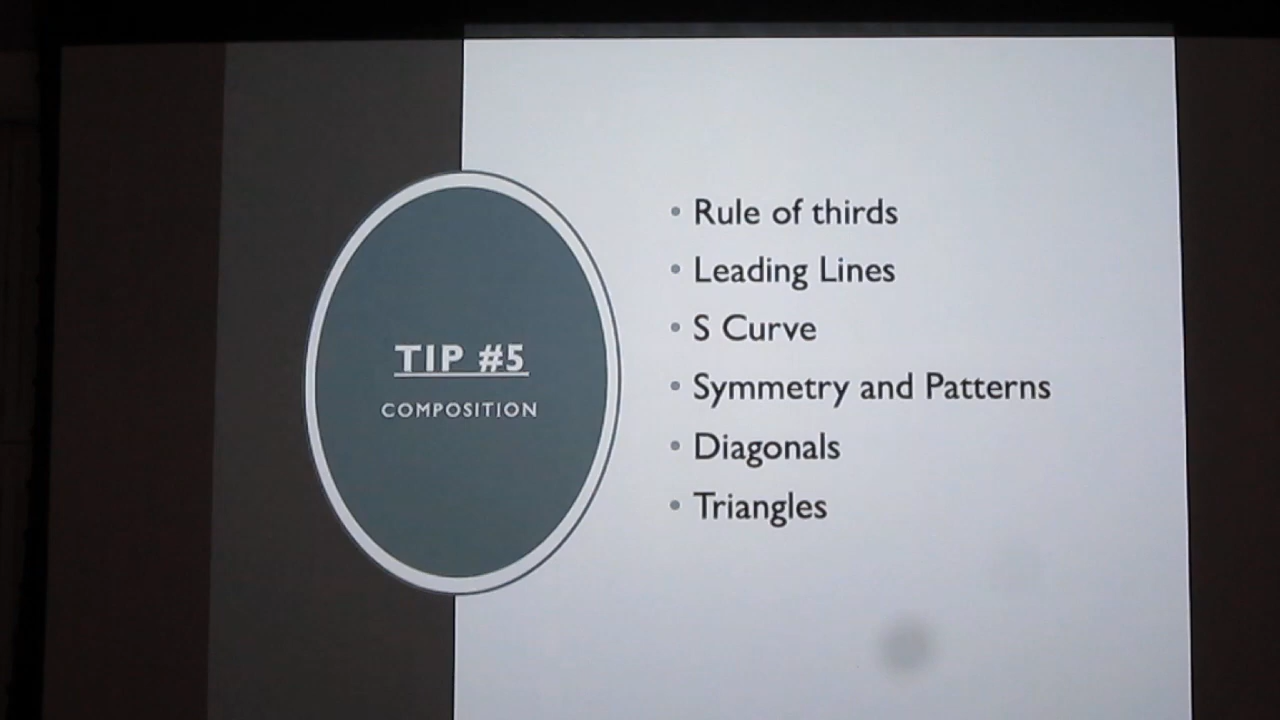 TIP #5
COMPOSITION
• Rule of thirds
• Leading Lines
• S Curve
• Symmetry and Patterns
• Diagonals
• Triangles